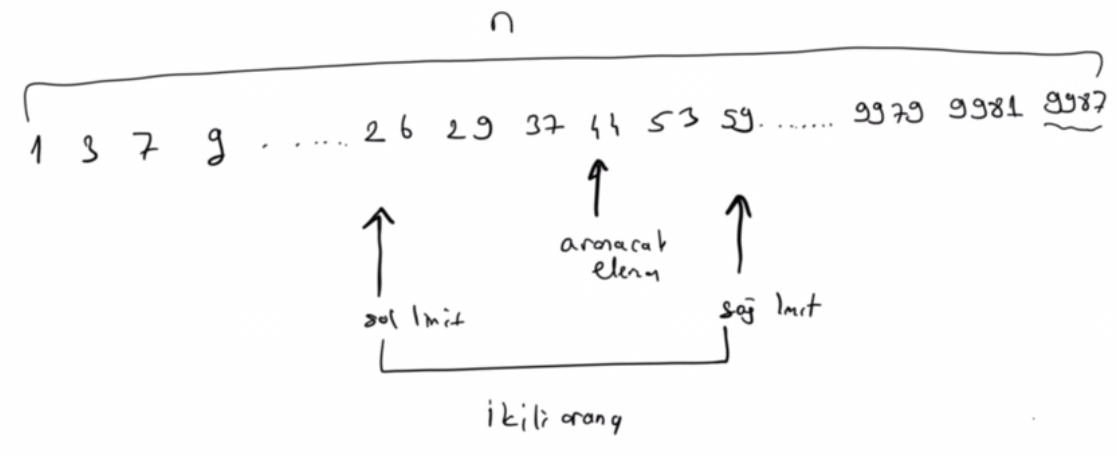 n
1 3 7 9 ....... 26 29 37 44 53 59 ....... 9979 9981 9987
aranacak
eleman
sol limit
sağ limit
ikili arama